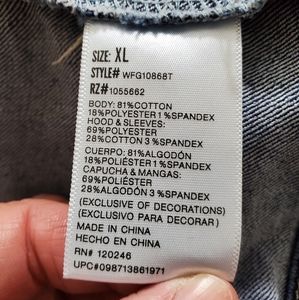 SIZE: XL
STYLE# WFG10868T
RZ# 1055662
BODY: 81%COTTON
18%POLYESTER 1%SPANDEX
HOOD & SLEEVES:
69%POLYESTER
28%COTTON 3%SPANDEX
CUERPO: 81%ALGODÓN
18%POLIÉSTER 1%SPANDEX
CAPUCHA & MANGAS:
69%POLIÉSTER
28%ALGODÓN 3%SPANDEX
(EXCLUSIVE OF DECORATIONS)
(EXCLUSIVA PARA DECORAR)
MADE IN CHINA
HECHO EN CHINA
RN# 120246
UPC#098713861971